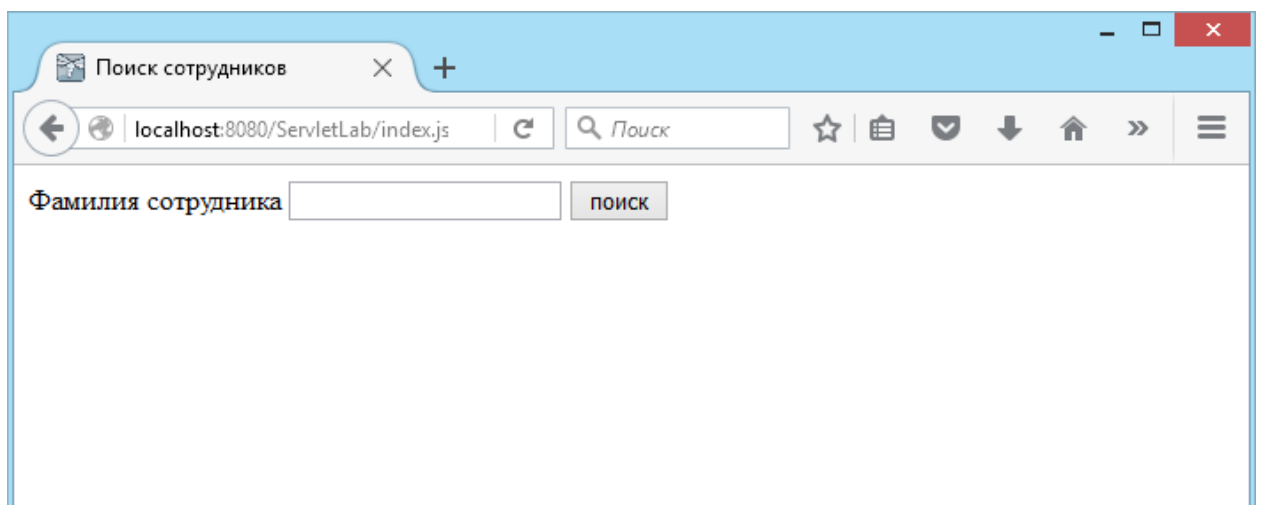 Поиск сотрудников
localhost:8080/ServletLab/index.js
Поиск
Фамилия сотрудника
поиск